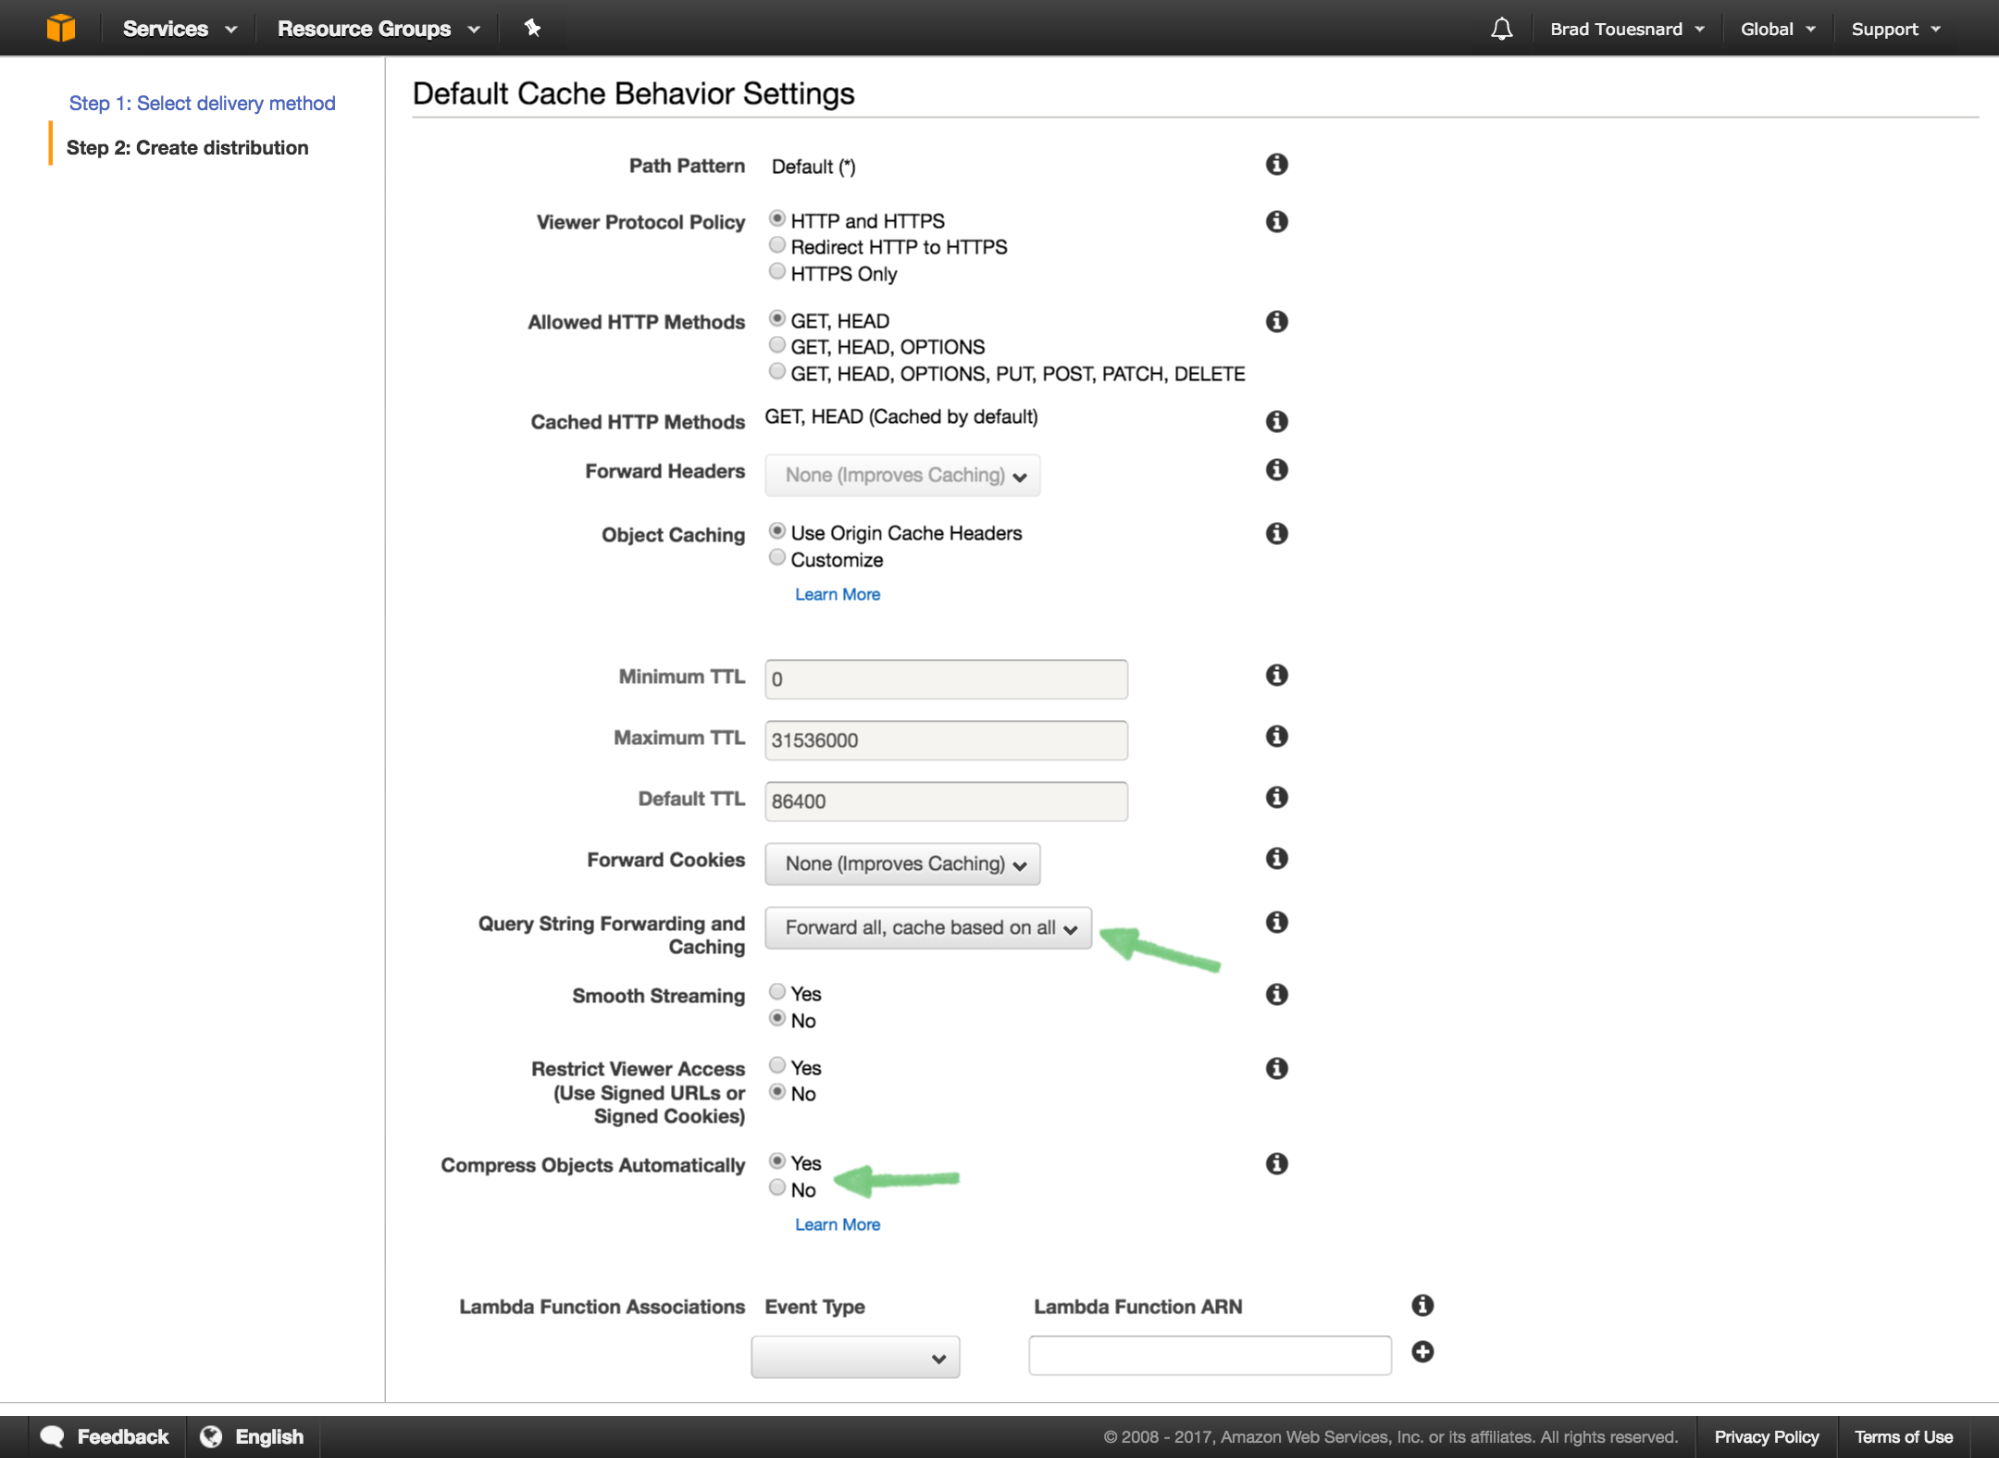 Services
Resource Groups
Brad Touesnard
Global
Support
Step 1: Select delivery method
Step 2: Create distribution
Default Cache Behavior Settings
Path Pattern Default (*)
Viewer Protocol Policy HTTP and HTTPS
Redirect HTTP to HTTPS
HTTPS Only
Allowed HTTP Methods GET, HEAD
GET, HEAD, OPTIONS
GET, HEAD, OPTIONS, PUT, POST, PATCH, DELETE
Cached HTTP Methods GET, HEAD (Cached by default)
Forward Headers None (Improves Caching)
Object Caching Use Origin Cache Headers
Customize
Learn More
Minimum TTL 0
Maximum TTL 31536000
Default TTL 86400
Forward Cookies None (Improves Caching)
Query String Forwarding and Forward all, cache based on all
Caching
Smooth Streaming Yes
No
Restrict Viewer Access Yes
(Use Signed URLs or No
Signed Cookies)
Compress Objects Automatically Yes
No
Learn More
Lambda Function Associations Event Type Lambda Function ARN
Feedback
English
© 2008 - 2017, Amazon Web Services, Inc. or its affiliates. All rights reserved.
Privacy Policy
Terms of Use